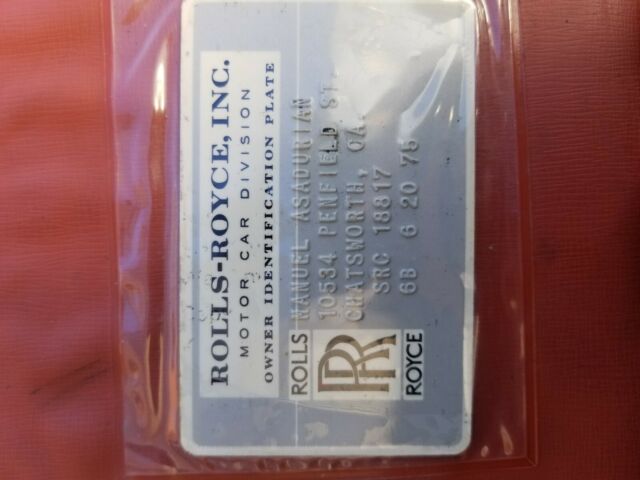 ROLLS-ROYCE, INC.
MOTOR CAR DIVISION
OWNER IDENTIFICATION PLATE
ROLLS
RR
ROYCE
MANUEL ASADURIAN
10534 PENFIELD ST.
CHATSWORTH, CA.
SRC 18817
6B 6 20 75